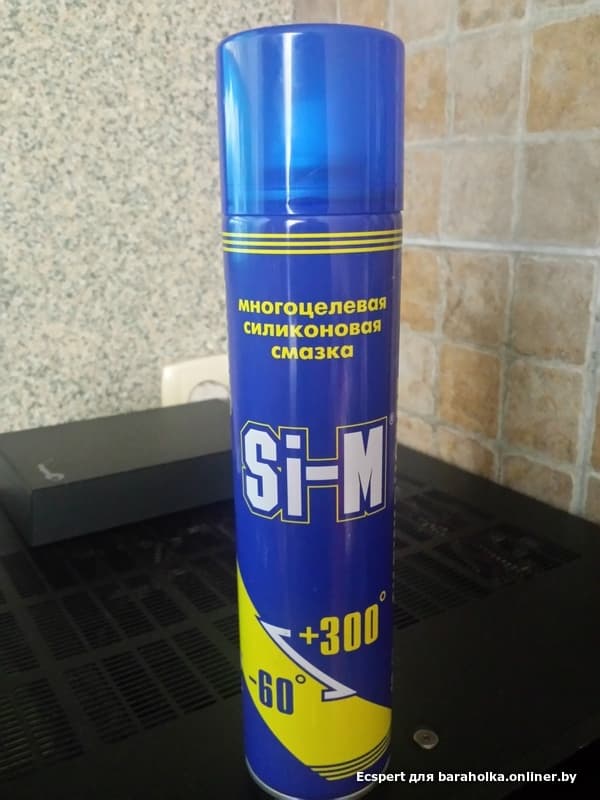 многоцелевая
силиконовая
смазка
Si-M®
+300°
-60°
Ecspert для baraholka.onliner.by